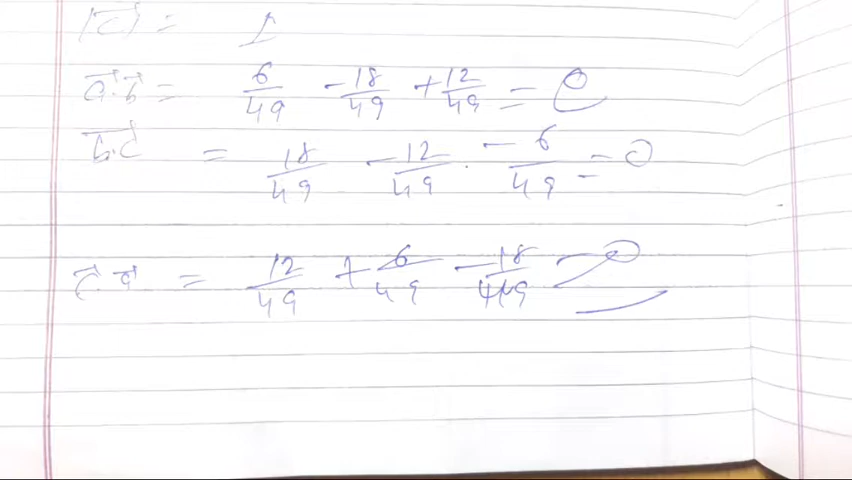 |c⃗| = 1
a⃗.b⃗ = 6/49 -18/49 +12/49 = 0
b⃗.c⃗ = 18/49 -12/49 -6/49 = 0
c⃗ a⃗ = 12/49 +6/49 -18/49 = 0